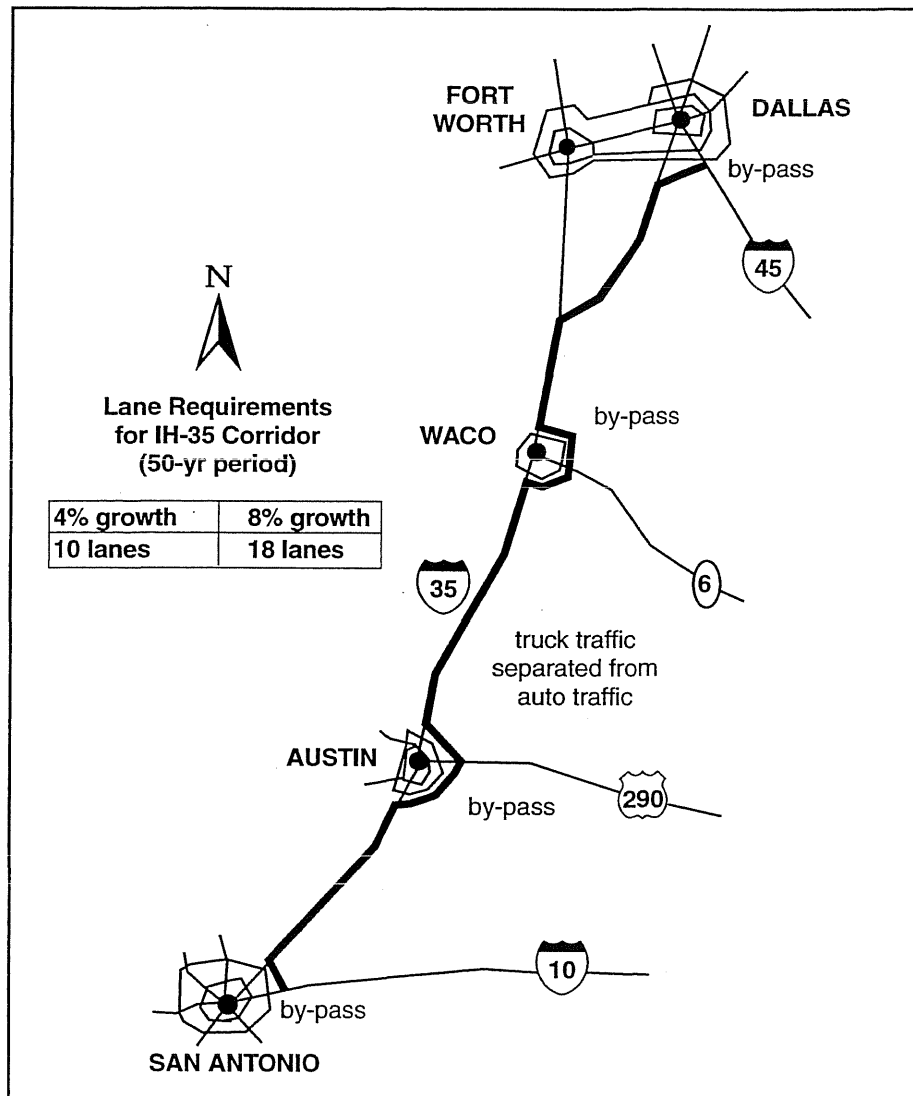 FORT
WORTH
DALLAS
by-pass
45
N
Lane Requirements
for IH-35 Corridor
(50-yr period)
4% growth 8% growth
10 lanes 18 lanes
WACO
by-pass
35
6
truck traffic
separated from
auto traffic
AUSTIN
by-pass
290
10
by-pass
SAN ANTONIO